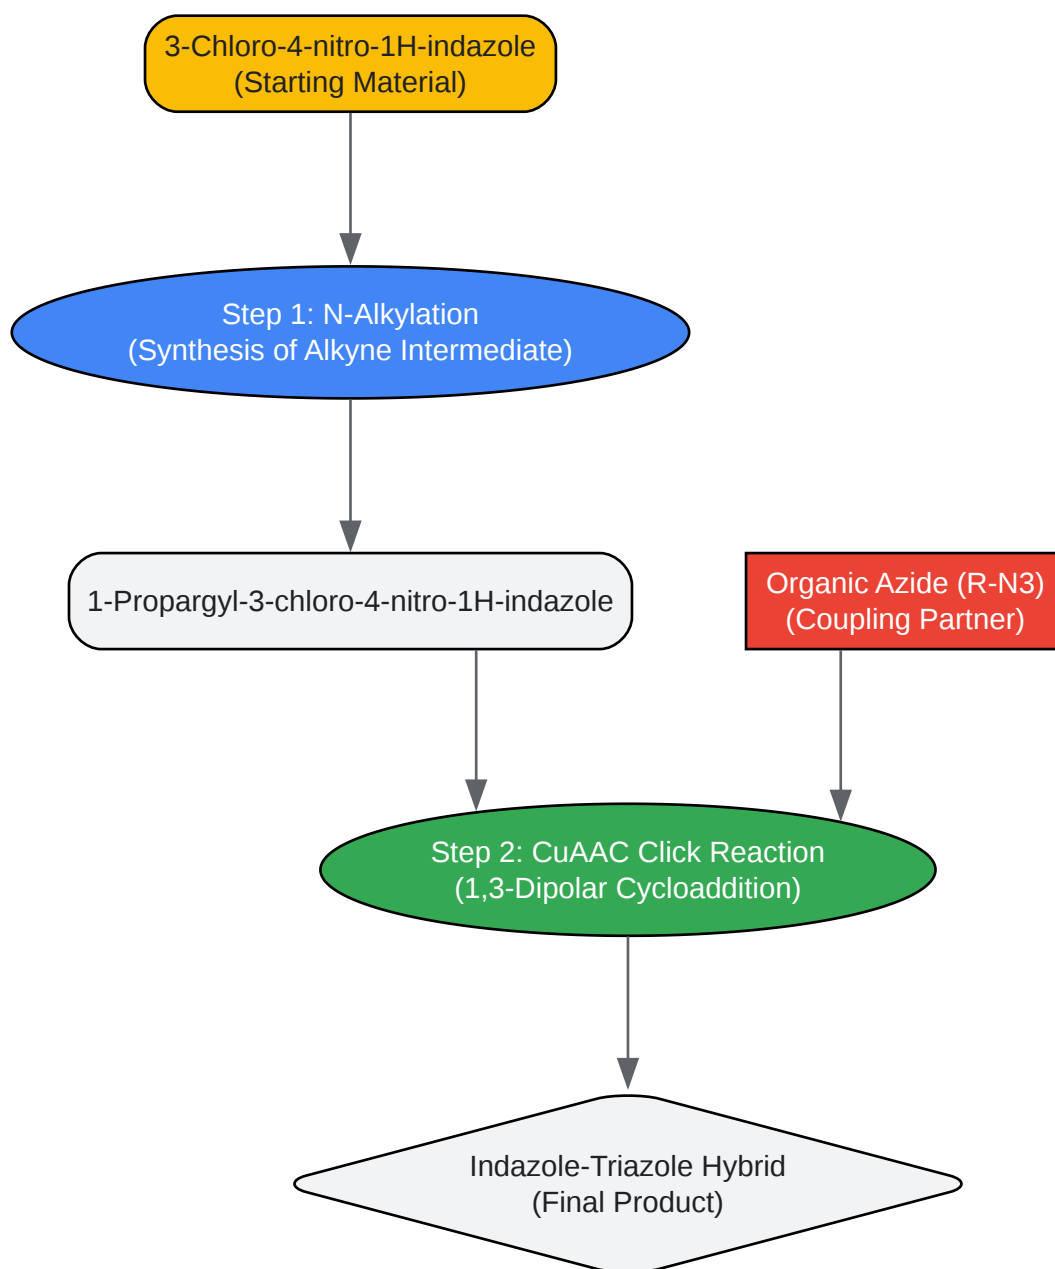 3-Chloro-4-nitro-1H-indazole
(Starting Material)
Step 1: N-Alkylation
(Synthesis of Alkyne Intermediate)
1-Propargyl-3-chloro-4-nitro-1H-indazole
Organic Azide (R-N3)
(Coupling Partner)
Step 2: CuAAC Click Reaction
(1,3-Dipolar Cycloaddition)
Indazole-Triazole Hybrid
(Final Product)